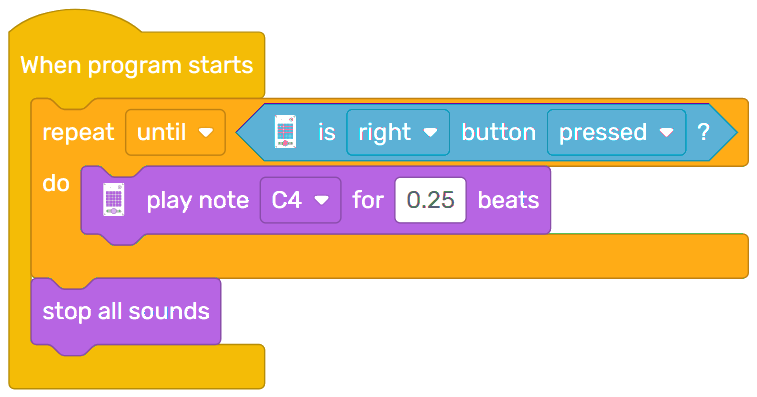 When program starts
repeat until is right button pressed ?
do play note C4 for 0.25 beats
stop all sounds